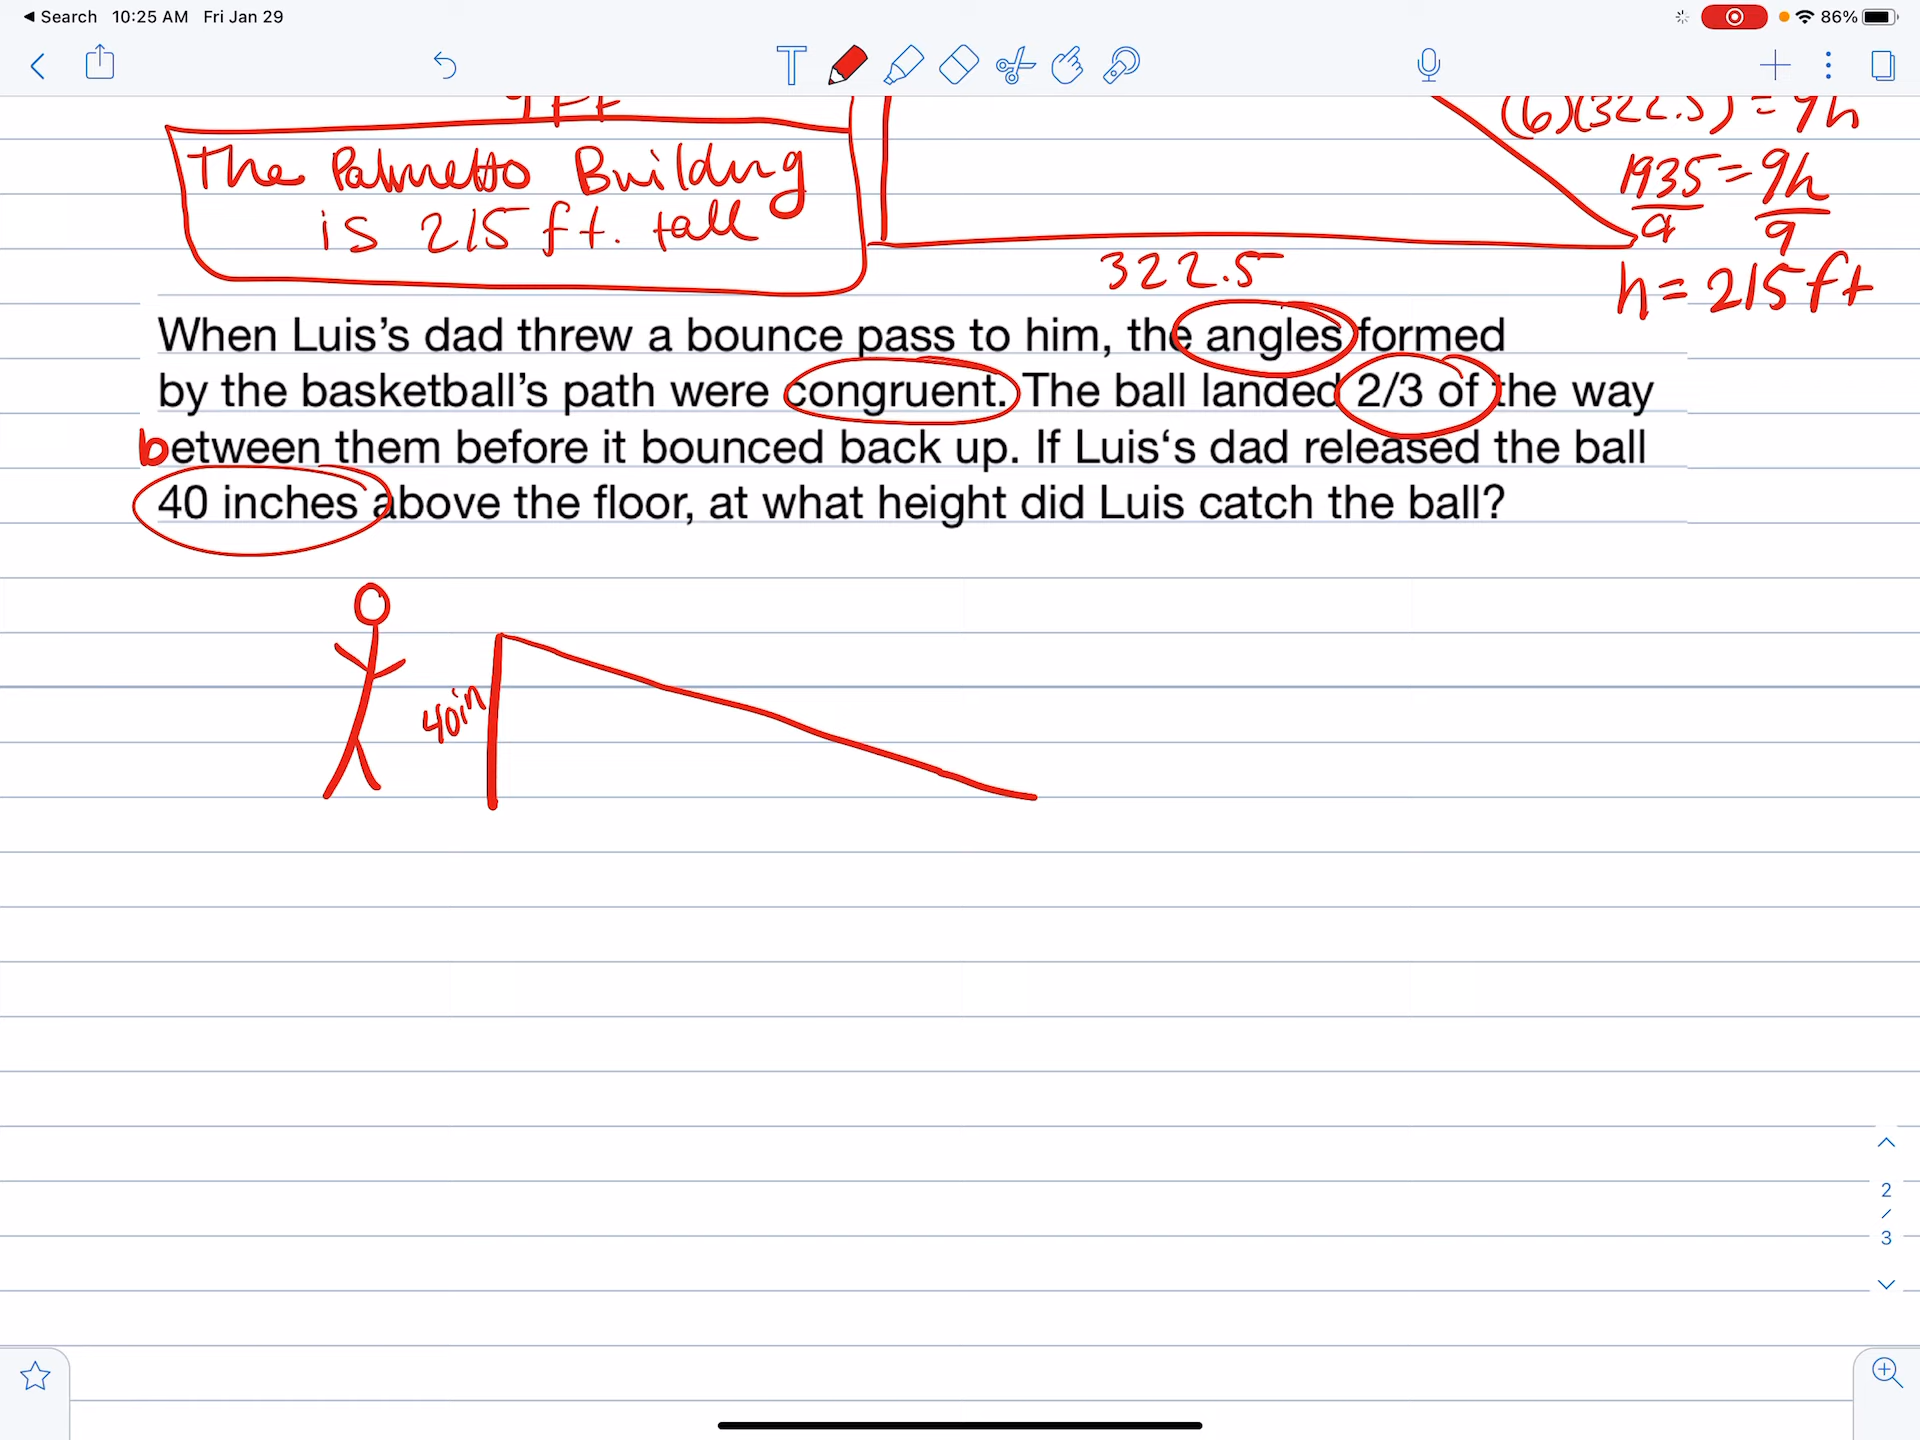 Search 10:25 AM Fri Jan 29 86%
(6)(322.5) = 9h
The Palmetto Building
is 215 ft. tall
1935 = 9h
9 9
322.5
h = 215 ft
When Luis’s dad threw a bounce pass to him, the angles formed
by the basketball’s path were congruent. The ball landed 2/3 of the way
between them before it bounced back up. If Luis‘s dad released the ball
40 inches above the floor, at what height did Luis catch the ball?
40in
2
/
3